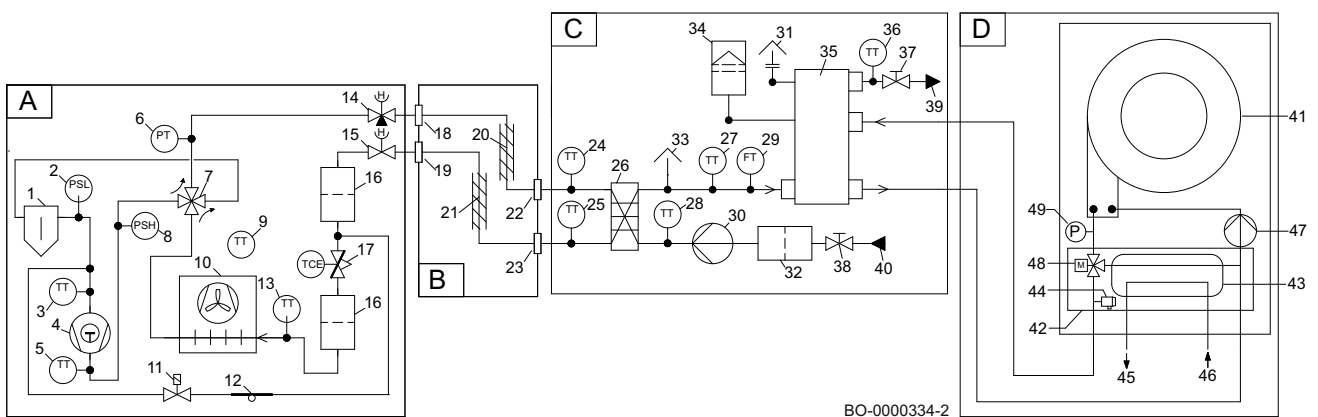 A
B
C
D
1
2
PSL
3
TT
4
5
TT
6
PT
7
PSH
8
9
TT
10
11
12
13
TT
14
H
15
H
16
17
TCE
16
18
19
20
21
22
23
24
TT
25
TT
26
27
TT
28
TT
29
FT
30
31
32
33
34
35
36
TT
37
38
39
40
41
42
43
44
45
46
47
48
M
49
P
BO-0000334-2